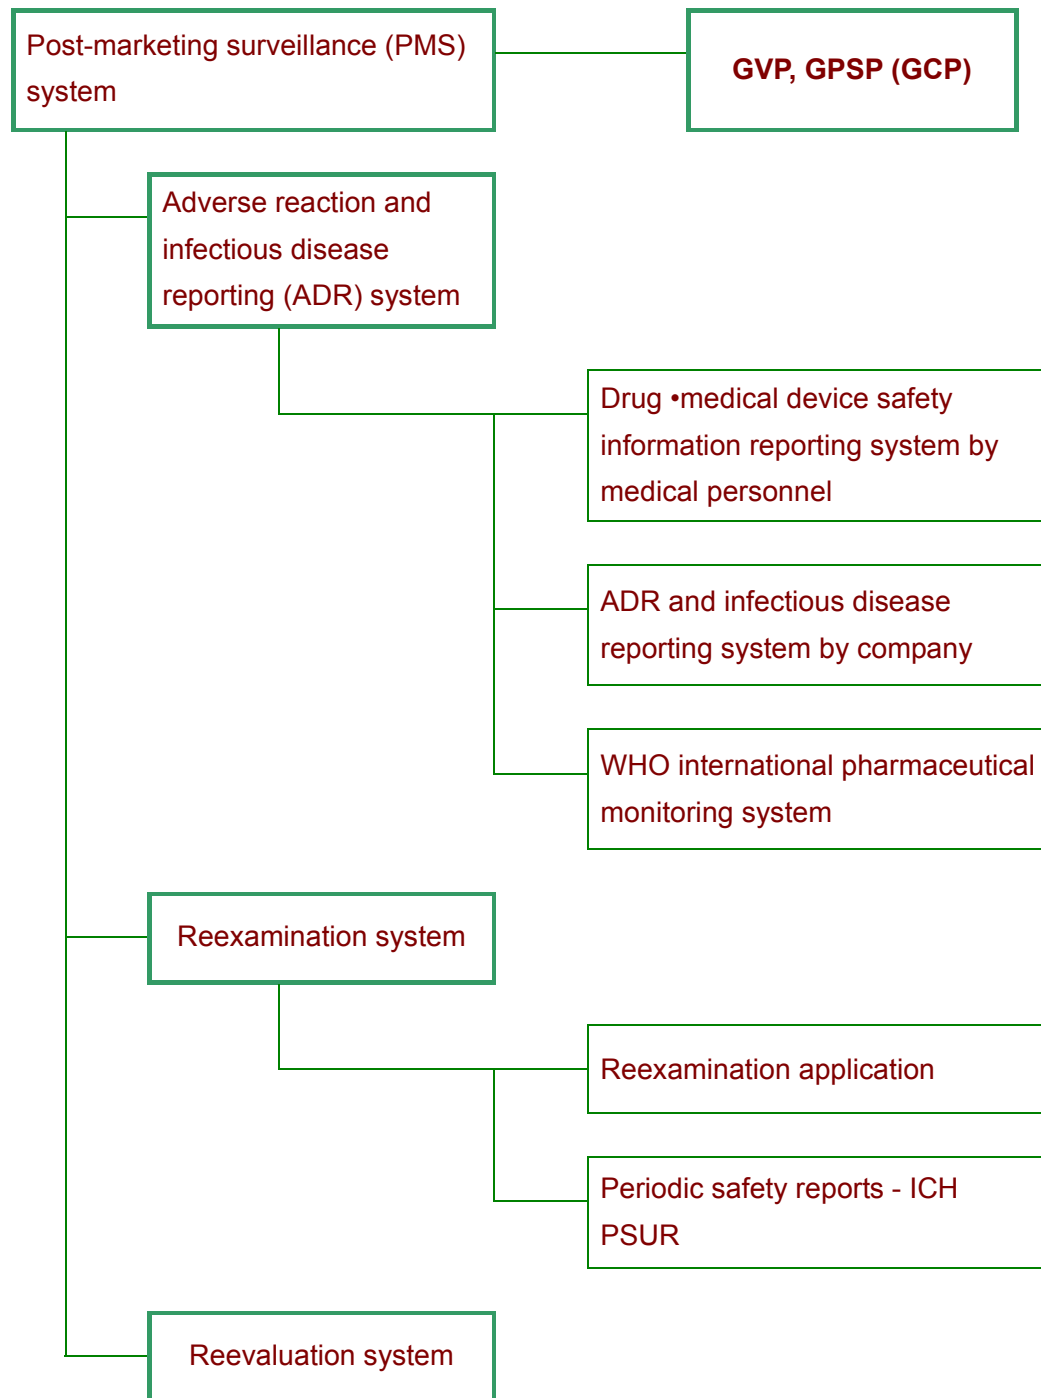 Post-marketing surveillance (PMS)
system
GVP, GPSP (GCP)
Adverse reaction and
infectious disease
reporting (ADR) system
Drug •medical device safety
information reporting system by
medical personnel
ADR and infectious disease
reporting system by company
WHO international pharmaceutical
monitoring system
Reexamination system
Reexamination application
Periodic safety reports - ICH
PSUR
Reevaluation system